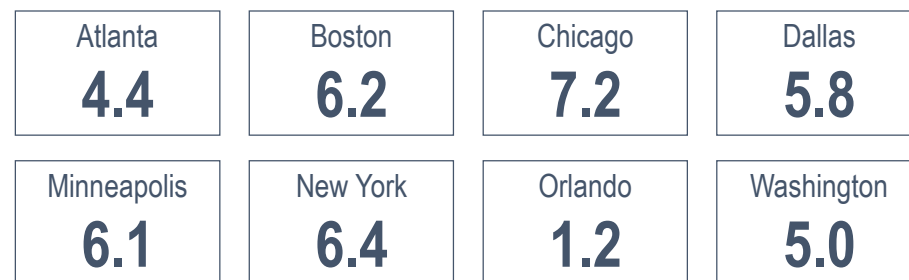 Atlanta Boston Chicago Dallas
4.4 6.2 7.2 5.8
Minneapolis New York Orlando Washington
6.1 6.4 1.2 5.0